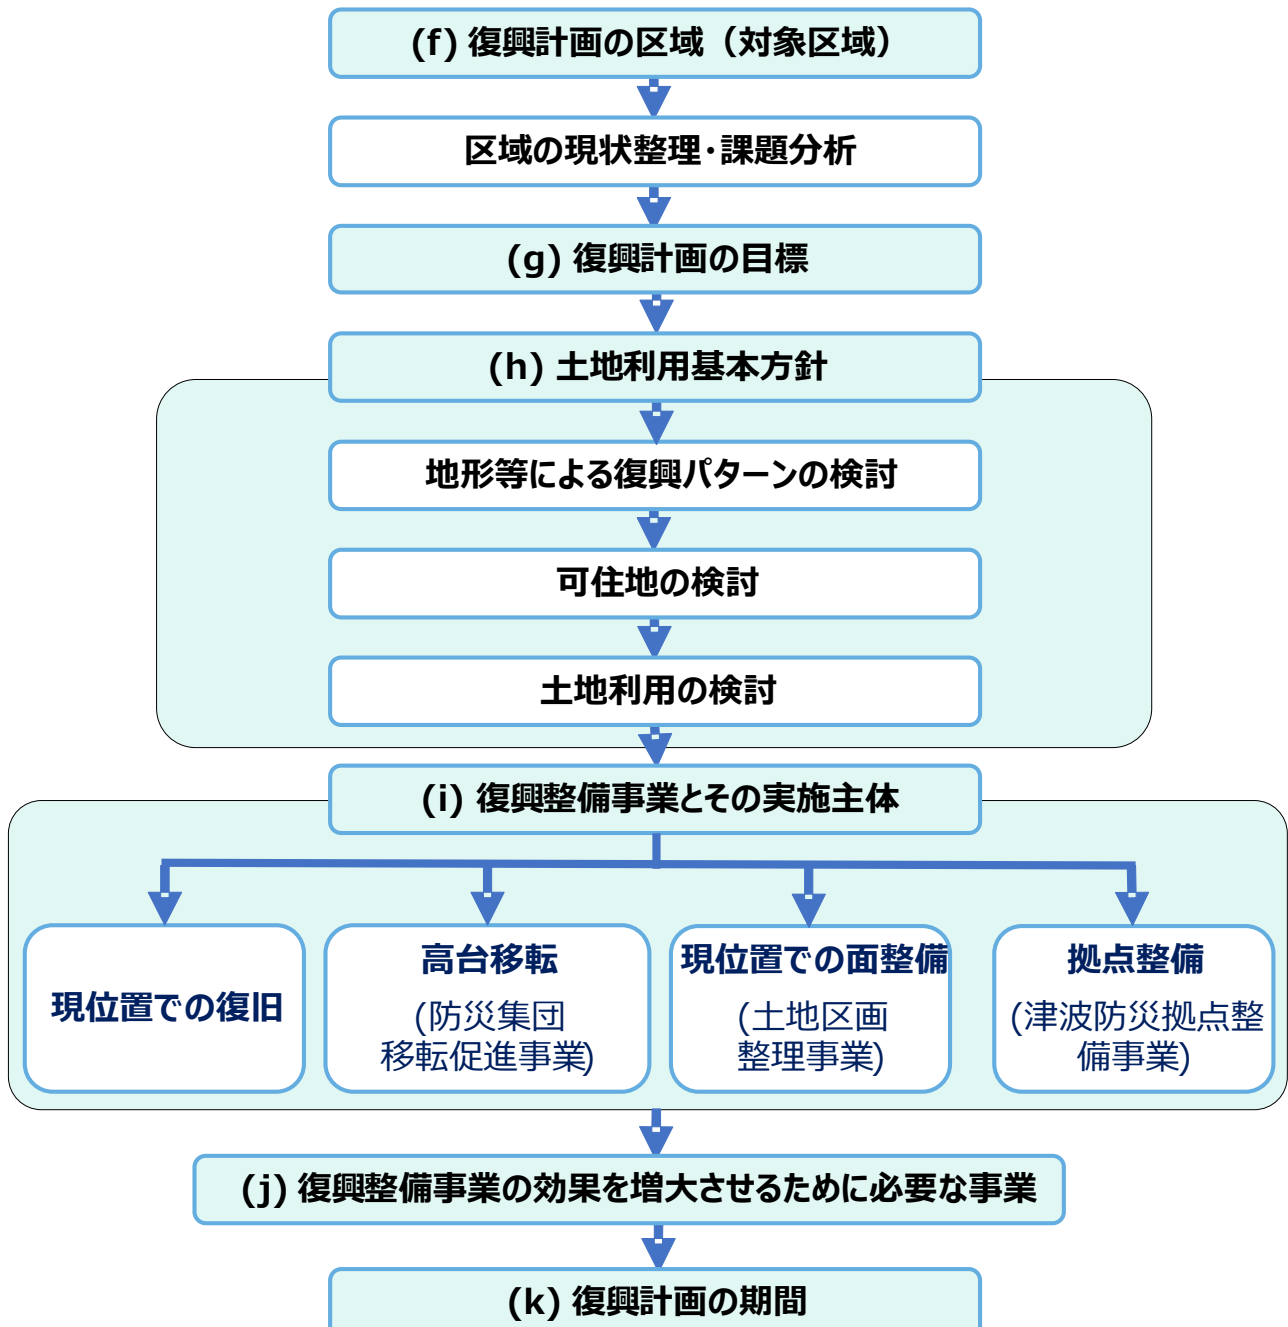 (f) 復興計画の区域（対象区域）
区域の現状整理・課題分析
(g) 復興計画の目標
(h) 土地利用基本方針
地形等による復興パターンの検討
可住地の検討
土地利用の検討
(i) 復興整備事業とその実施主体
現位置での復旧
高台移転
(防災集団
移転促進事業)
現位置での面整備
(土地区画
整理事業)
拠点整備
(津波防災拠点整
備事業)
(j) 復興整備事業の効果を増大させるために必要な事業
(k) 復興計画の期間